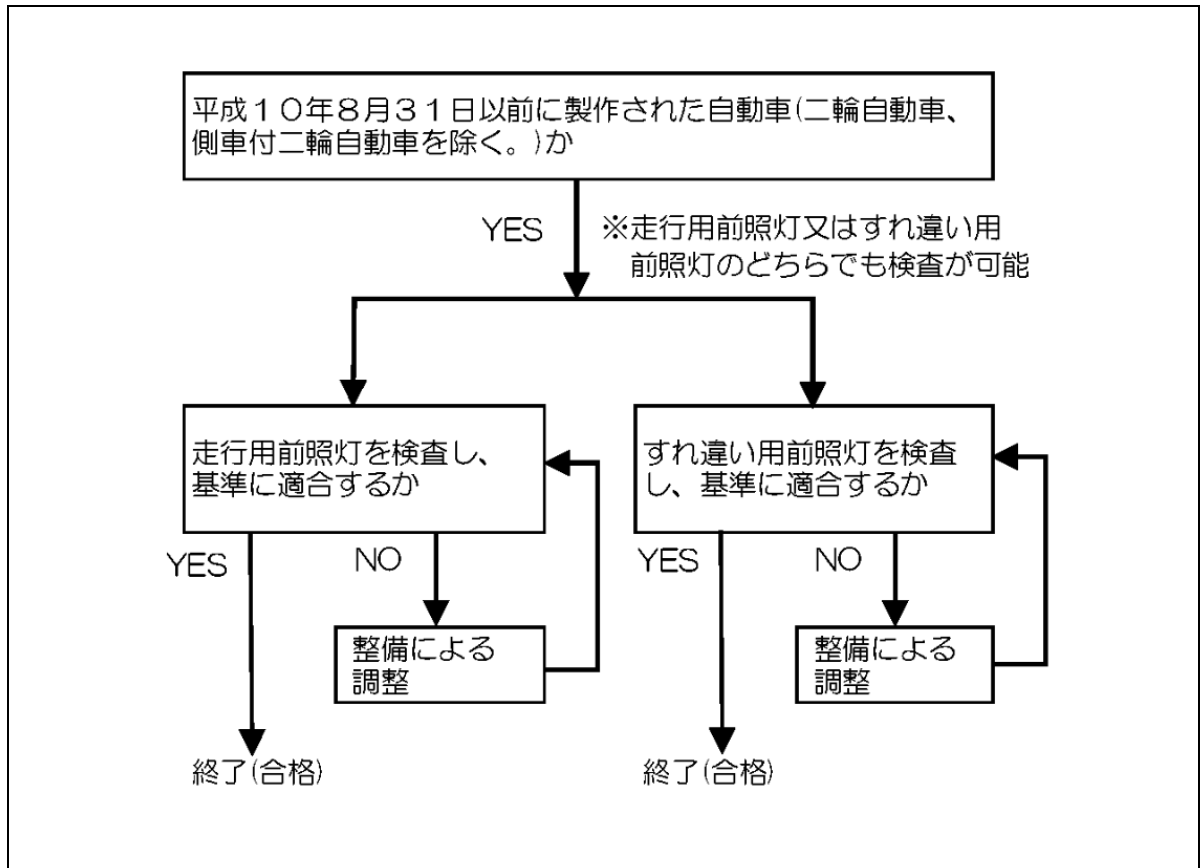 平成１０年８月３１日以前に製作された自動車(二輪自動車、
側車付二輪自動車を除く。)か
YES
※走行用前照灯又はすれ違い用
前照灯のどちらでも検査が可能
走行用前照灯を検査し、
基準に適合するか
すれ違い用前照灯を検査
し、基準に適合するか
YES
NO
YES
NO
整備による
調整
整備による
調整
終了(合格)
終了(合格)